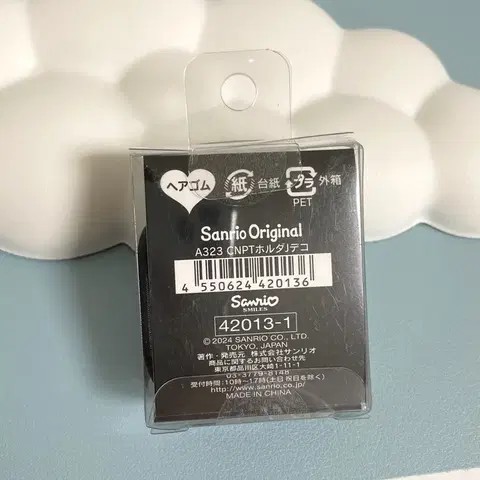 ヘアゴム
紙 台紙 プラ 外箱
PET
Sanrio Original
A323 CNPTホルダJデコ
4 550624 420136
Sanrio
SMILES
42013-1
© 2024 SANRIO CO., LTD.
TOKYO, JAPAN
著作・発売元 株式会社サンリオ
商品に関するお問い合わせ先
東京都品川区大崎1-11-1
03-3779-8148
受付時間:10時~17時(土日祝日を除く)
http://www.sanrio.co.jp/
MADE IN CHINA